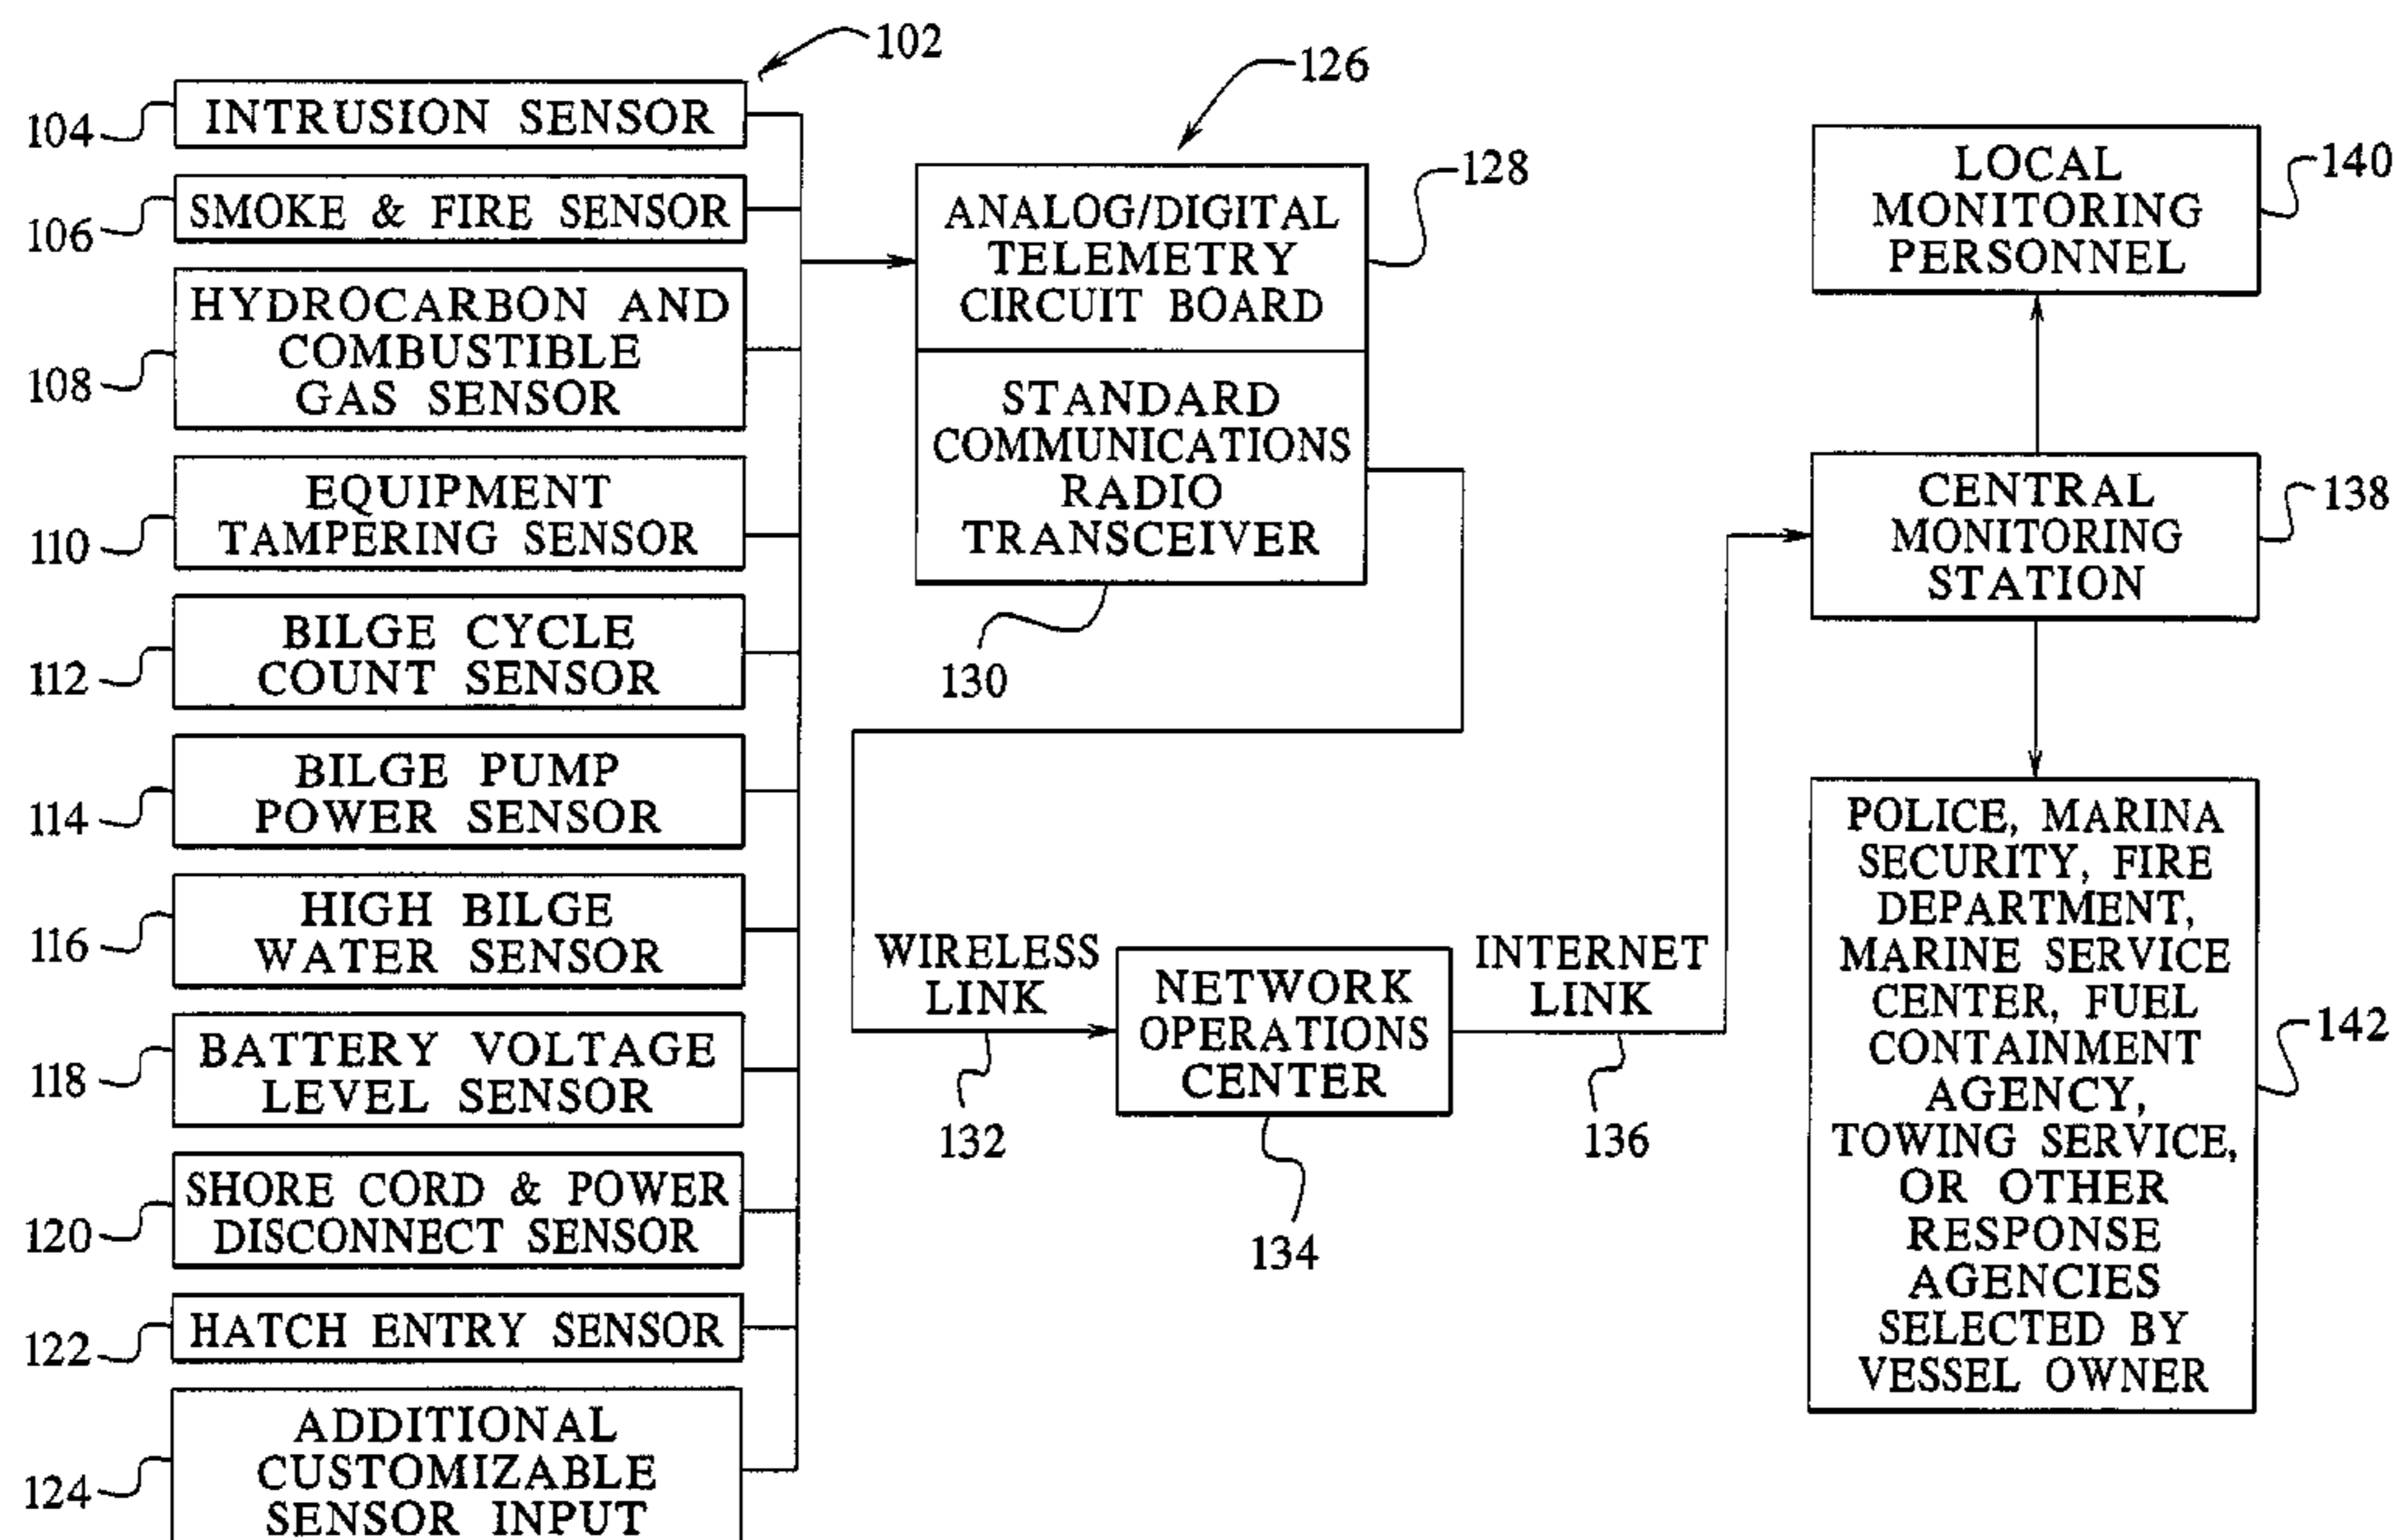 102
104
INTRUSION SENSOR
106
SMOKE & FIRE SENSOR
108
HYDROCARBON AND
COMBUSTIBLE
GAS SENSOR
110
EQUIPMENT
TAMPERING SENSOR
112
BILGE CYCLE
COUNT SENSOR
114
BILGE PUMP
POWER SENSOR
116
HIGH BILGE
WATER SENSOR
118
BATTERY VOLTAGE
LEVEL SENSOR
120
SHORE CORD & POWER
DISCONNECT SENSOR
122
HATCH ENTRY SENSOR
124
ADDITIONAL
CUSTOMIZABLE
SENSOR INPUT
126
128
ANALOG/DIGITAL
TELEMETRY
CIRCUIT BOARD
STANDARD
COMMUNICATIONS
RADIO
TRANSCEIVER
130
WIRELESS
LINK
132
NETWORK
OPERATIONS
CENTER
134
INTERNET
LINK
136
LOCAL
MONITORING
PERSONNEL
140
CENTRAL
MONITORING
STATION
138
POLICE, MARINA
SECURITY, FIRE
DEPARTMENT,
MARINE SERVICE
CENTER, FUEL
CONTAINMENT
AGENCY,
TOWING SERVICE,
OR OTHER
RESPONSE
AGENCIES
SELECTED BY
VESSEL OWNER
142